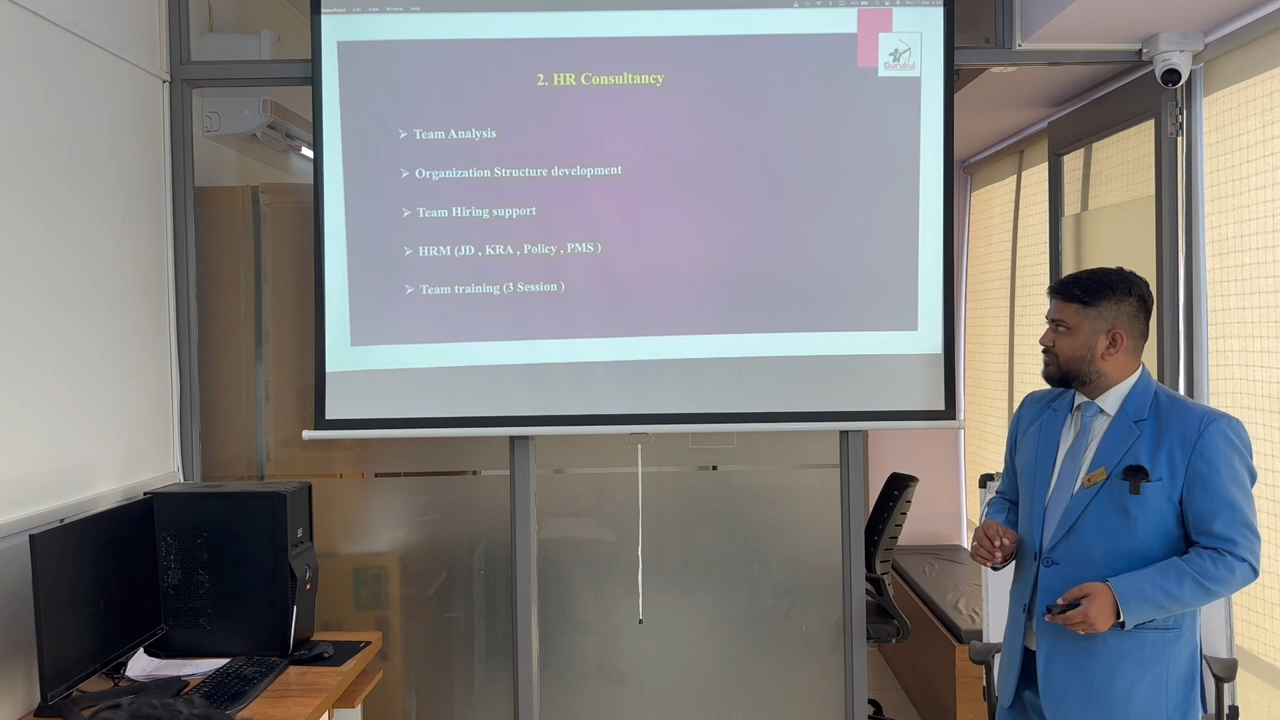 2. HR Consultancy
Gurukul
➢ Team Analysis
➢ Organization Structure development
➢ Team Hiring support
➢ HRM (JD , KRA , Policy , PMS )
➢ Team training (3 Session )